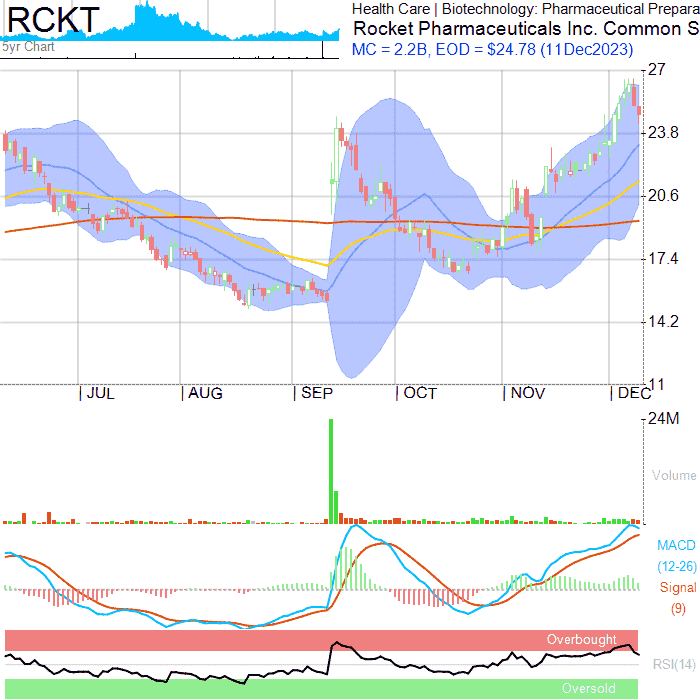 RCKT
5yr Chart
Health Care | Biotechnology: Pharmaceutical Prepara
Rocket Pharmaceuticals Inc. Common S
MC = 2.2B, EOD = $24.78 (11Dec2023)
27
23.8
20.6
17.4
14.2
11
JUL AUG SEP OCT NOV DEC
24M
Volume
MACD
(12-26)
Signal
(9)
Overbought
RSI(14)
Oversold